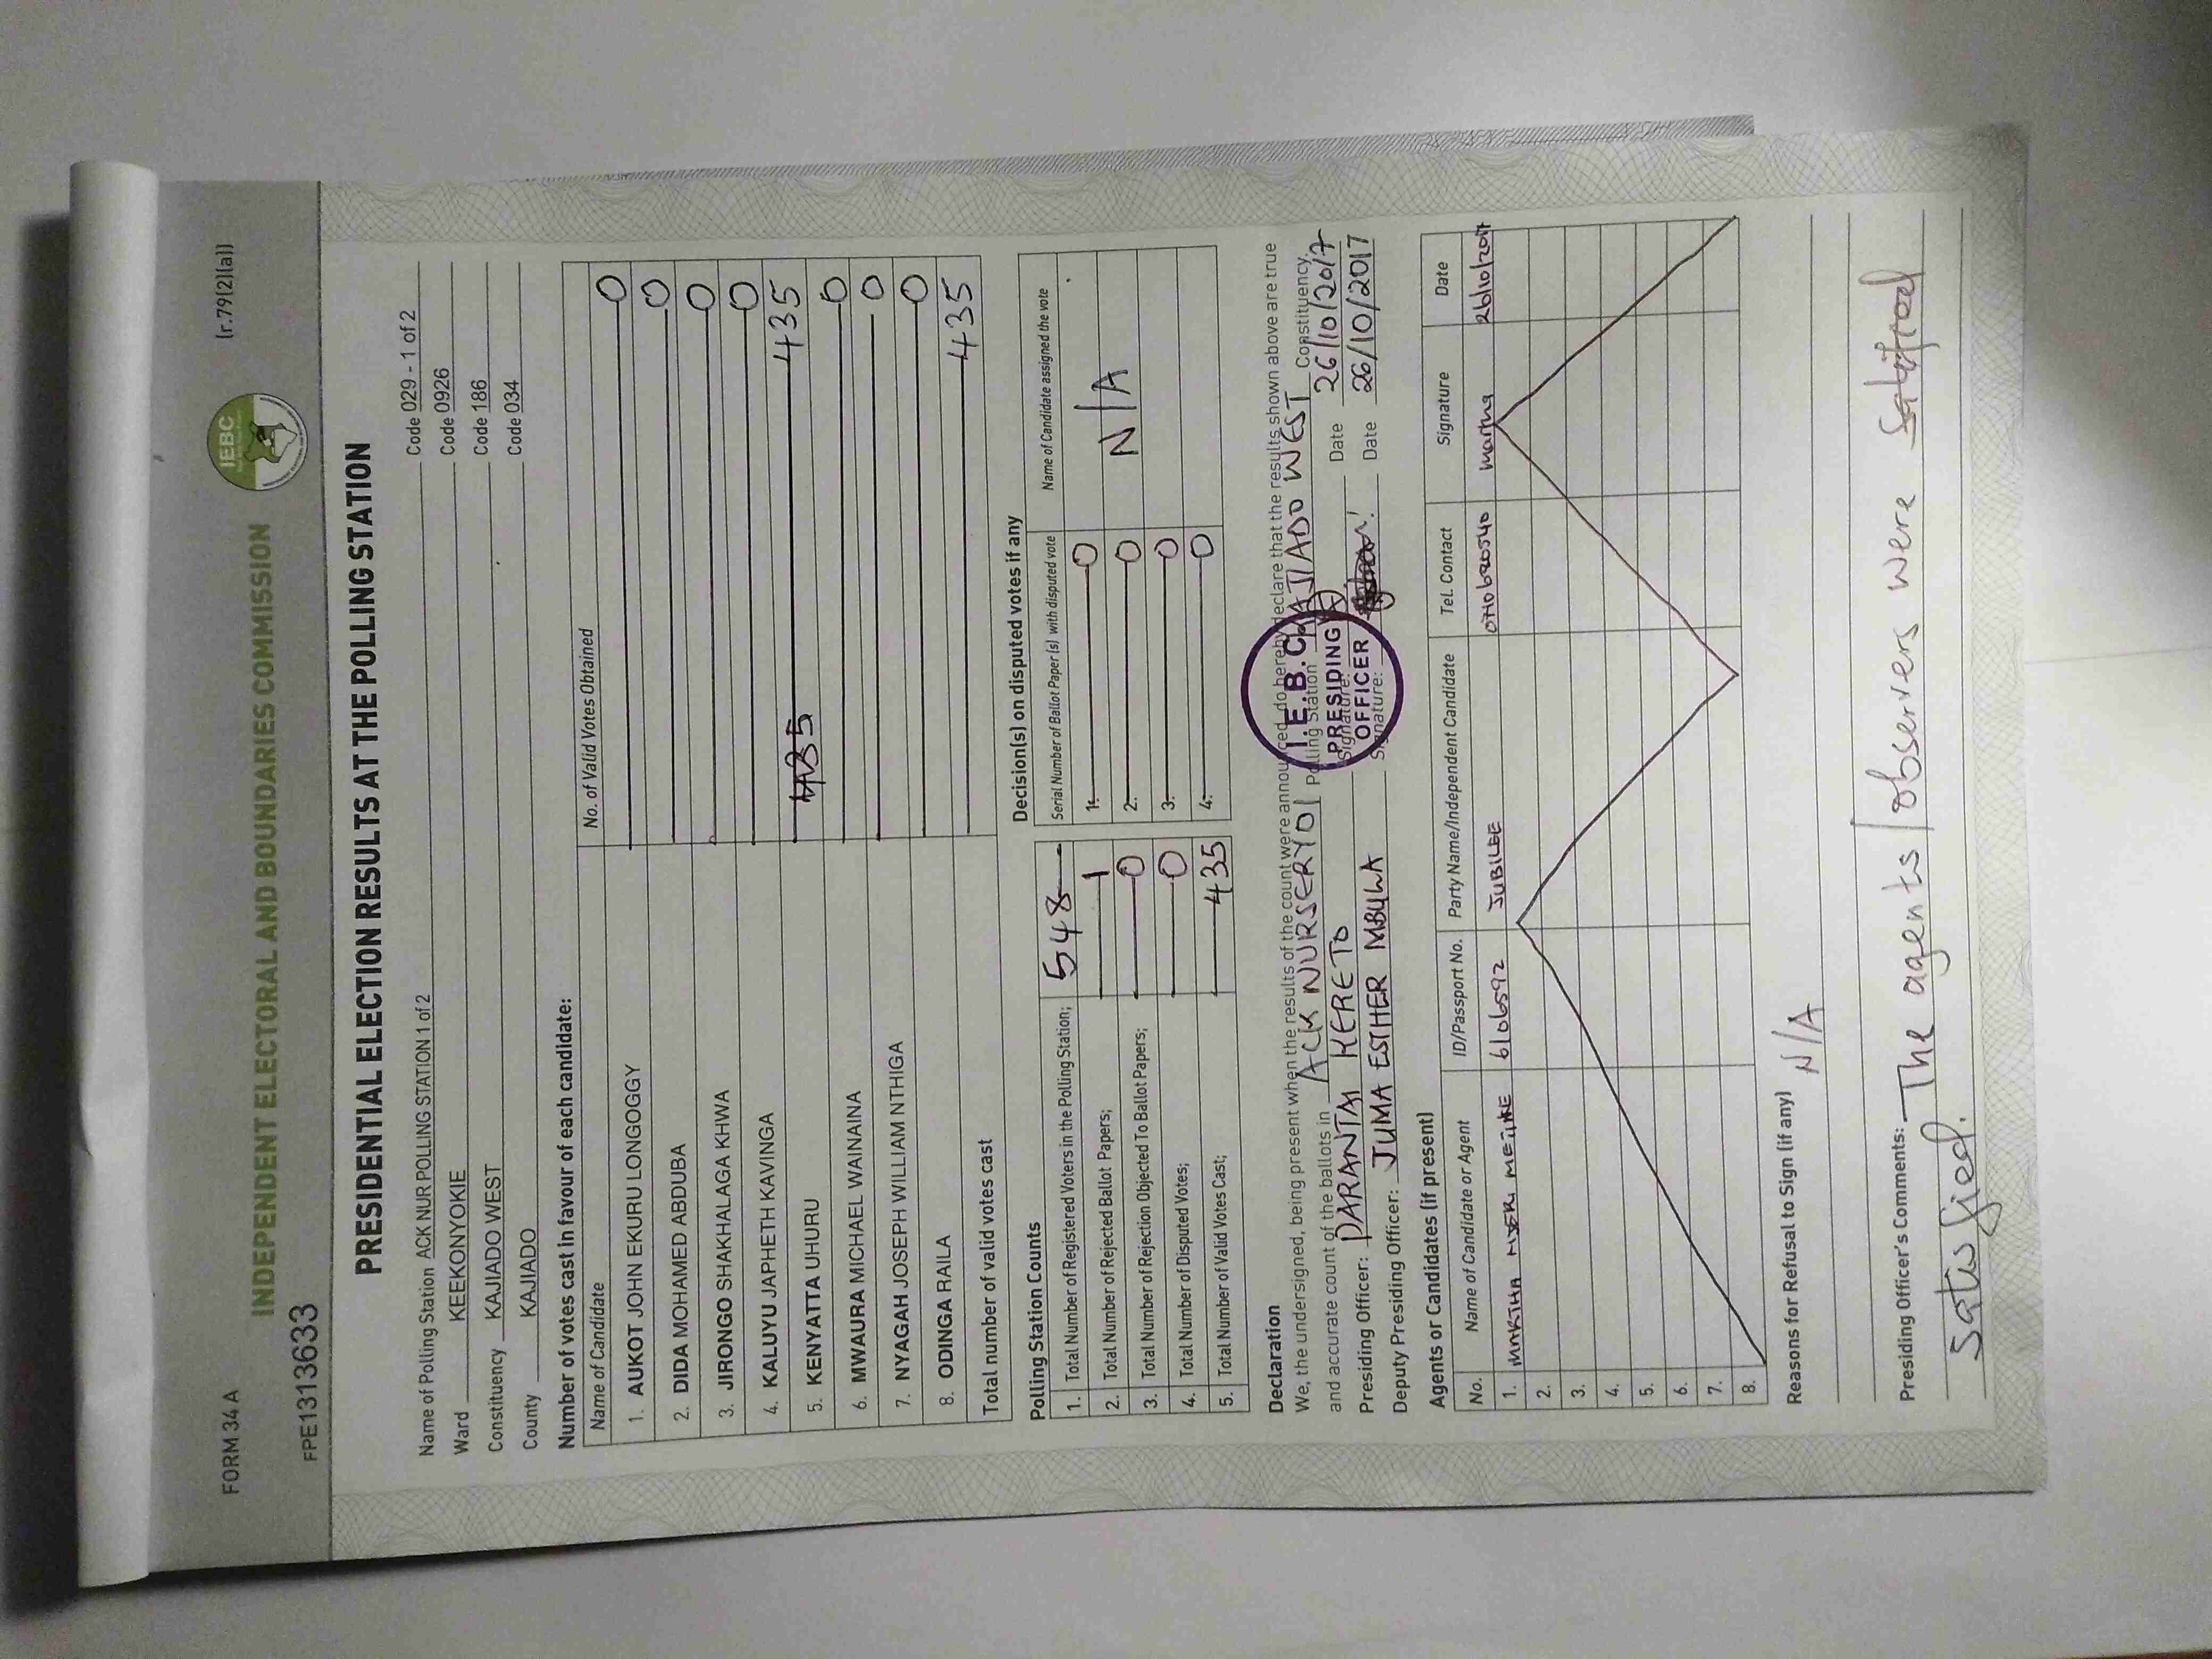 FORM 34 A
(r.79(2)(a))
INDEPENDENT ELECTORAL AND BOUNDARIES COMMISSION
IEBC
FPE1313633
PRESIDENTIAL ELECTION RESULTS AT THE POLLING STATION
Name of Polling Station ACK NUR POLLING STATION 1 of 2 Code 029 - 1 of 2
Ward KEEKONYOKIE Code 0926
Constituency KAJIADO WEST Code 186
County KAJIADO Code 034
Number of votes cast in favour of each candidate:
Name of Candidate No. of Valid Votes Obtained
1. AUKOT JOHN EKURU LONGOGGY 0
2. DIDA MOHAMED ABDUBA 0
3. JIRONGO SHAKHALAGA KHWA 0
4. KALUYU JAPHETH KAVINGA 0
5. KENYATTA UHURU 435
6. MWAURA MICHAEL WAINAINA 0
7. NYAGAH JOSEPH WILLIAM NTHIGA 0
8. ODINGA RAILA 0
Total number of valid votes cast 435
Polling Station Counts
1. Total Number of Registered Voters in the Polling Station; 548
2. Total Number of Rejected Ballot Papers; 1
3. Total Number of Rejection Objected To Ballot Papers; 0
4. Total Number of Disputed Votes; 0
5. Total Number of Valid Votes Cast; 435
Decision(s) on disputed votes if any
Serial Number of Ballot Paper (s) with disputed vote Name of Candidate assigned the vote
1. 0
2. 0 N/A
3. 0
4. 0
Declaration
We, the undersigned, being present when the results of the count were announced, do hereby declare that the results shown above are true
and accurate count of the ballots in ACK NURSERY 01 Polling Station KAJIADO WEST Constituency.
Presiding Officer: PARANTAI KERETO Signature: Date 26/10/2017
Deputy Presiding Officer: JUMA ESTHER MBULA Signature: Date 26/10/2017
I.E.B.C
PRESIDING
OFFICER
Agents or Candidates (if present)
No. Name of Candidate or Agent ID/Passport No. Party Name/Independent Candidate Tel. Contact Signature Date
1. MARTHA 6106592 JUBILEE 0710620540 martha 26/10/2017
2.
3.
4.
5.
6.
7.
8.
Reasons for Refusal to Sign (if any)
N/A
Presiding Officer's Comments: The agents/observers were
satisfied.